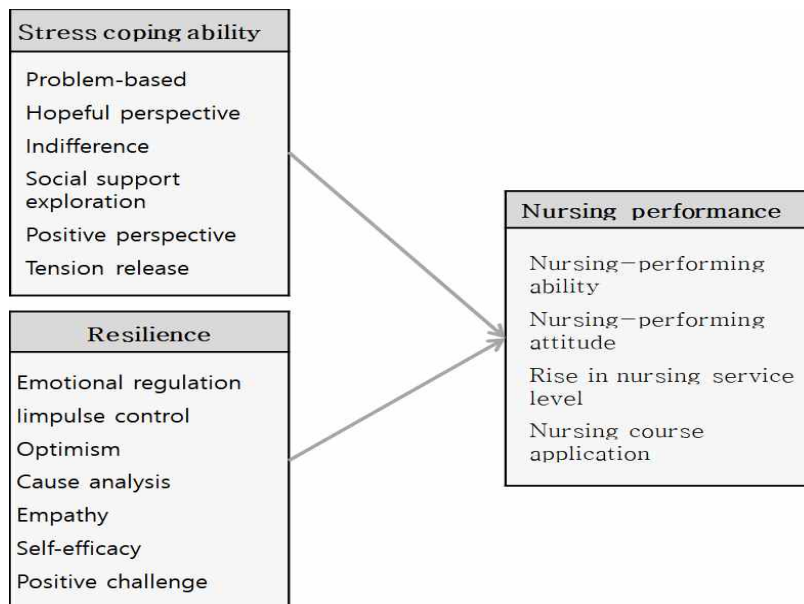 Stress coping ability
Problem-based
Hopeful perspective
Indifference
Social support
exploration
Positive perspective
Tension release
Resilience
Emotional regulation
Iimpulse control
Optimism
Cause analysis
Empathy
Self-efficacy
Positive challenge
Nursing performance
Nursing-performing
ability
Nursing-performing
attitude
Rise in nursing service
level
Nursing course
application